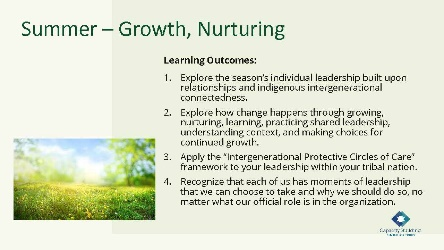 Summer – Growth, Nurturing
Learning Outcomes:
1. Explore the season's individual leadership built upon
relationships and indigenous intergenerational
connectedness.
2. Explore how change happens through growing,
nurturing, learning, practicing shared leadership,
understanding context, and making choices for
continued growth.
3. Apply the "Intergenerational Protective Circles of Care"
framework to your leadership within your tribal nation.
4. Recognize that each of us has moments of leadership
that we can choose to take and why we should do so, no
matter what our official role is in the organization.
Capacity Building